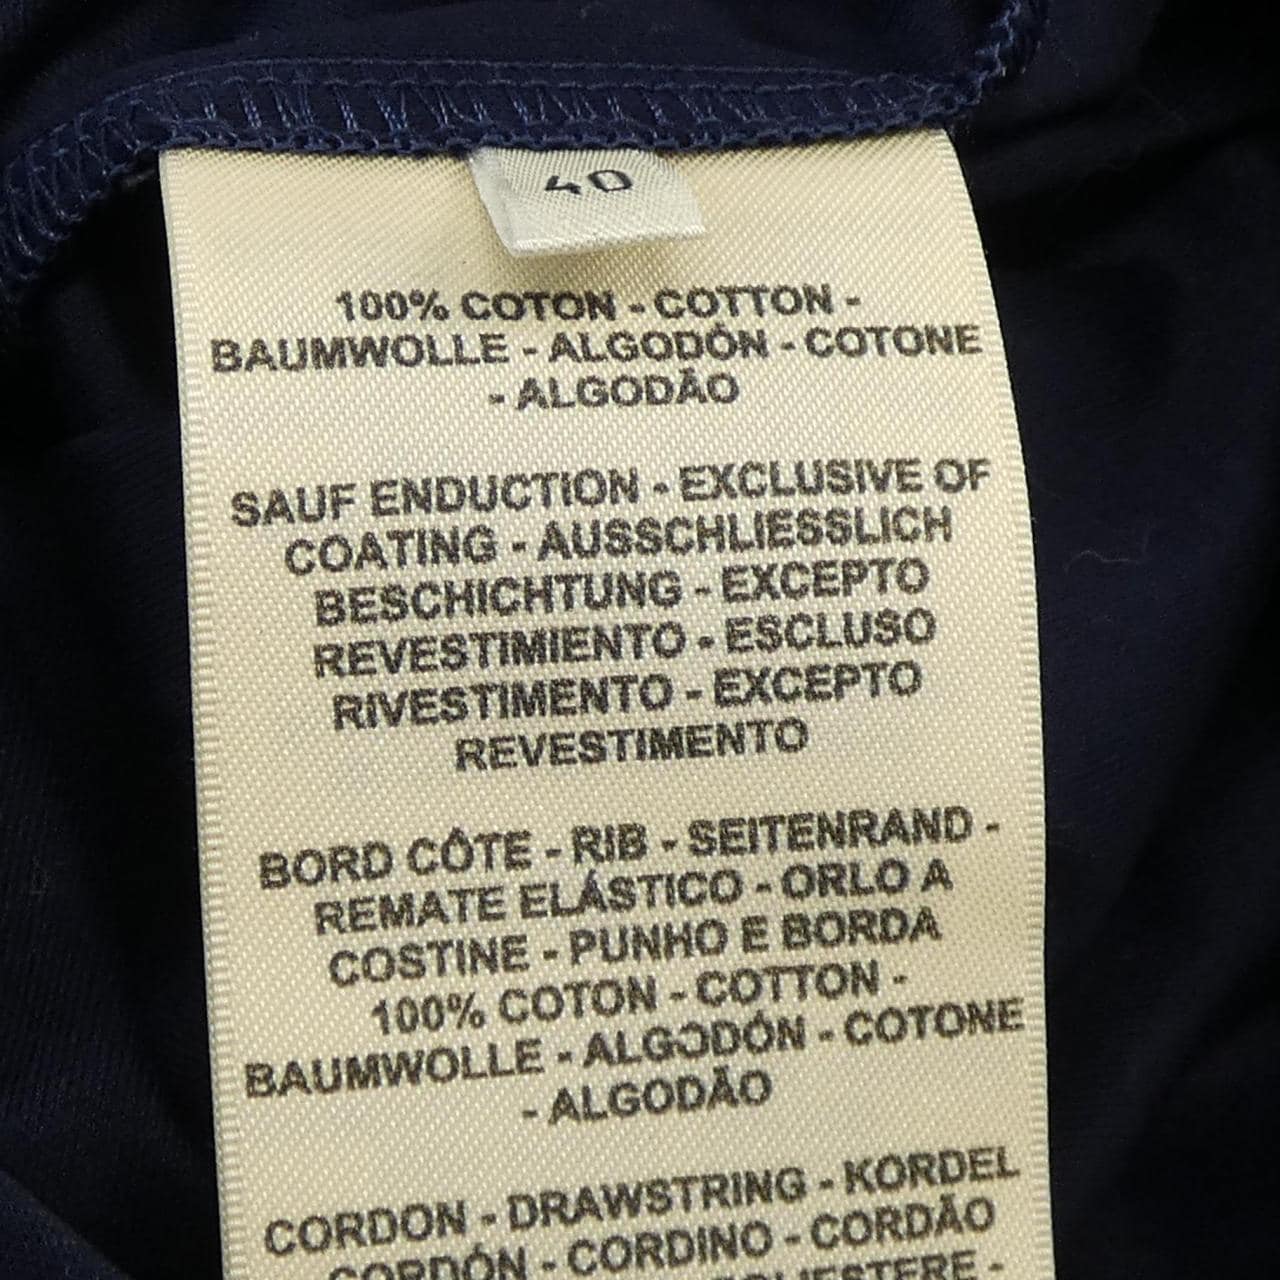 40
100% COTON - COTTON -
BAUMWOLLE - ALGODÓN - COTONE
- ALGODÃO
SAUF ENDUCTION - EXCLUSIVE OF
COATING - AUSSCHLIESSLICH
BESCHICHTUNG - EXCEPTO
REVESTIMIENTO - ESCLUSO
RIVESTIMENTO - EXCEPTO
REVESTIMENTO
BORD CÔTE - RIB - SEITENRAND -
REMATE ELÁSTICO - ORLO A
COSTINE - PUNHO E BORDA
100% COTON - COTTON -
BAUMWOLLE - ALGODÓN - COTONE
- ALGODÃO
CORDON - DRAWSTRING - KORDEL
CORDÓN - CORDINO - CORDÃO